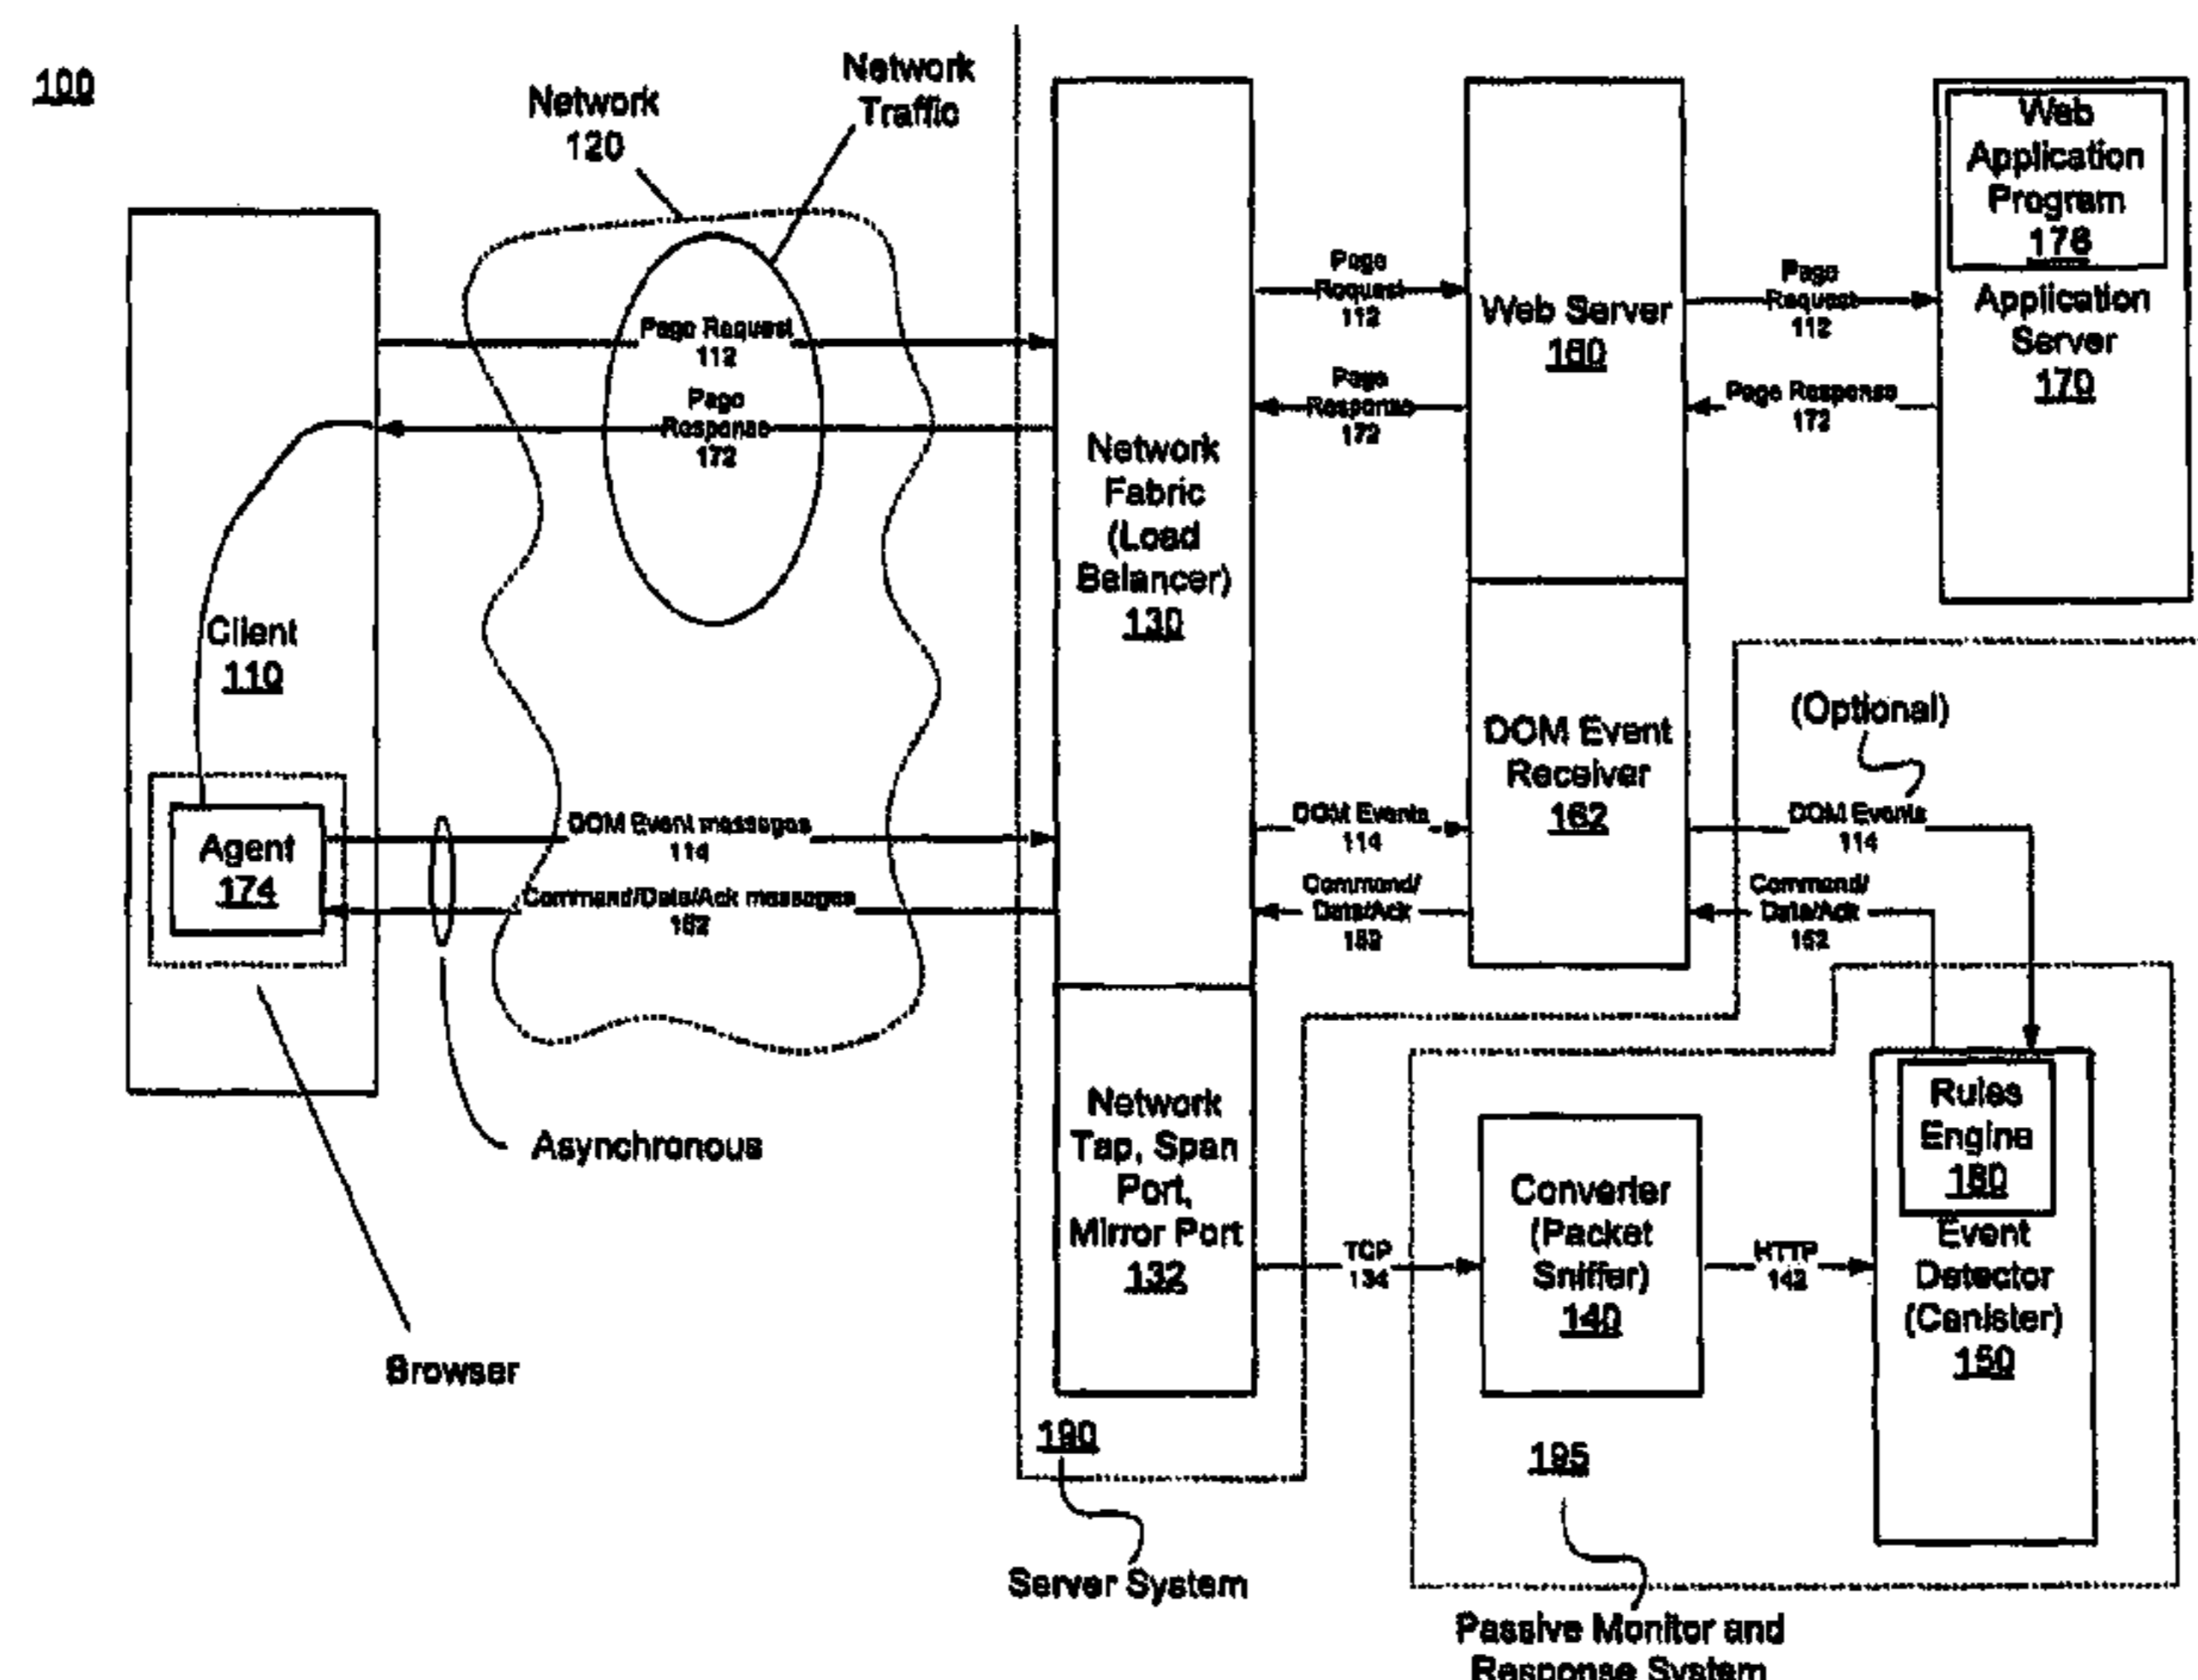 100
Network
120
Network
Traffic
Client
110
Agent
174
Browser
Asynchronous
Page Request
112
Page
Response
172
DOM Event messages
114
Command/Data/Ack messages
152
Network
Fabric
(Load
Balancer)
130
Network
Tap, Span
Port,
Mirror Port
132
190
Server System
Page
Request
112
Page
Response
172
DOM Events
114
Command/
Data/Ack
152
Web Server
160
DOM Event
Receiver
162
Page
Request
112
Page Response
172
Web
Application
Program
176
Application
Server
170
(Optional)
DOM Events
114
Command/
Data/Ack
152
TCP
134
Converter
(Packet
Sniffer)
140
HTTP
142
Rules
Engine
180
Event
Detector
(Canister)
150
195
Passive Monitor and
Response System